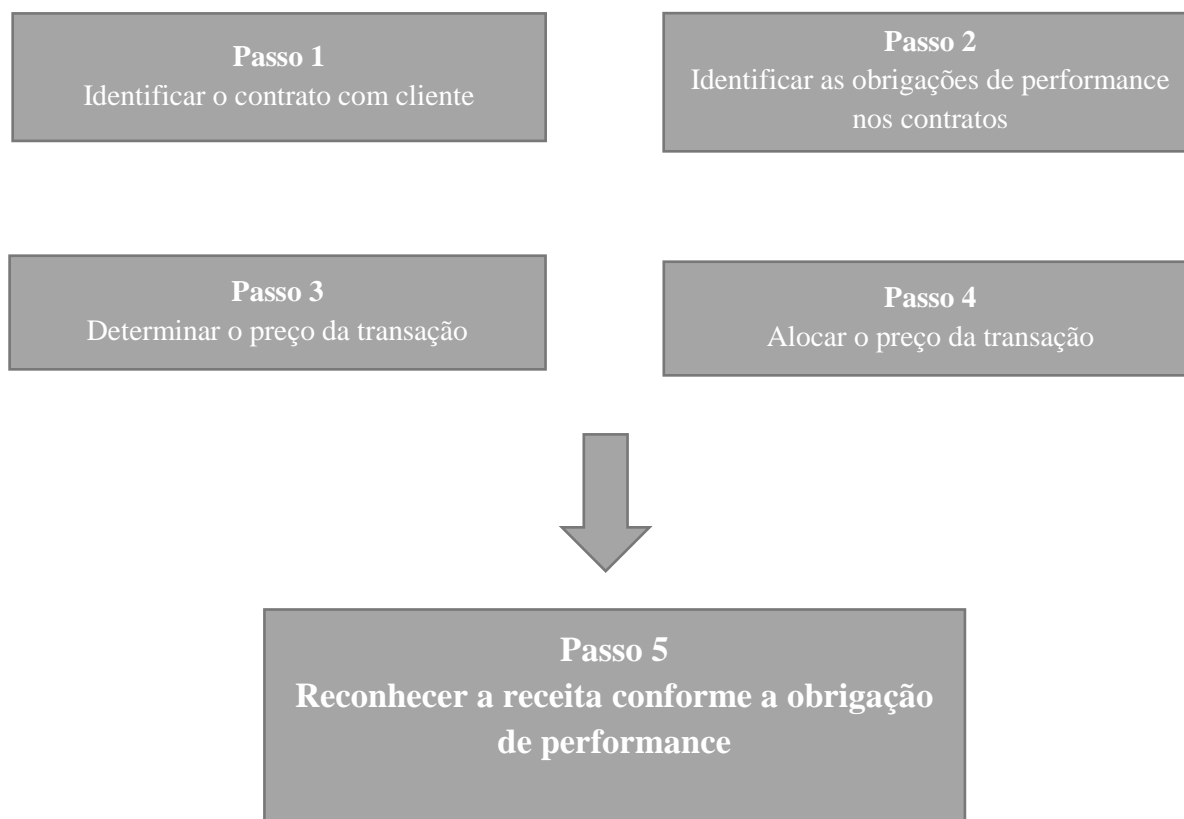 Passo 1
Identificar o contrato com cliente
Passo 2
Identificar as obrigações de performance
nos contratos
Passo 3
Determinar o preço da transação
Passo 4
Alocar o preço da transação
Passo 5
Reconhecer a receita conforme a obrigação
de performance